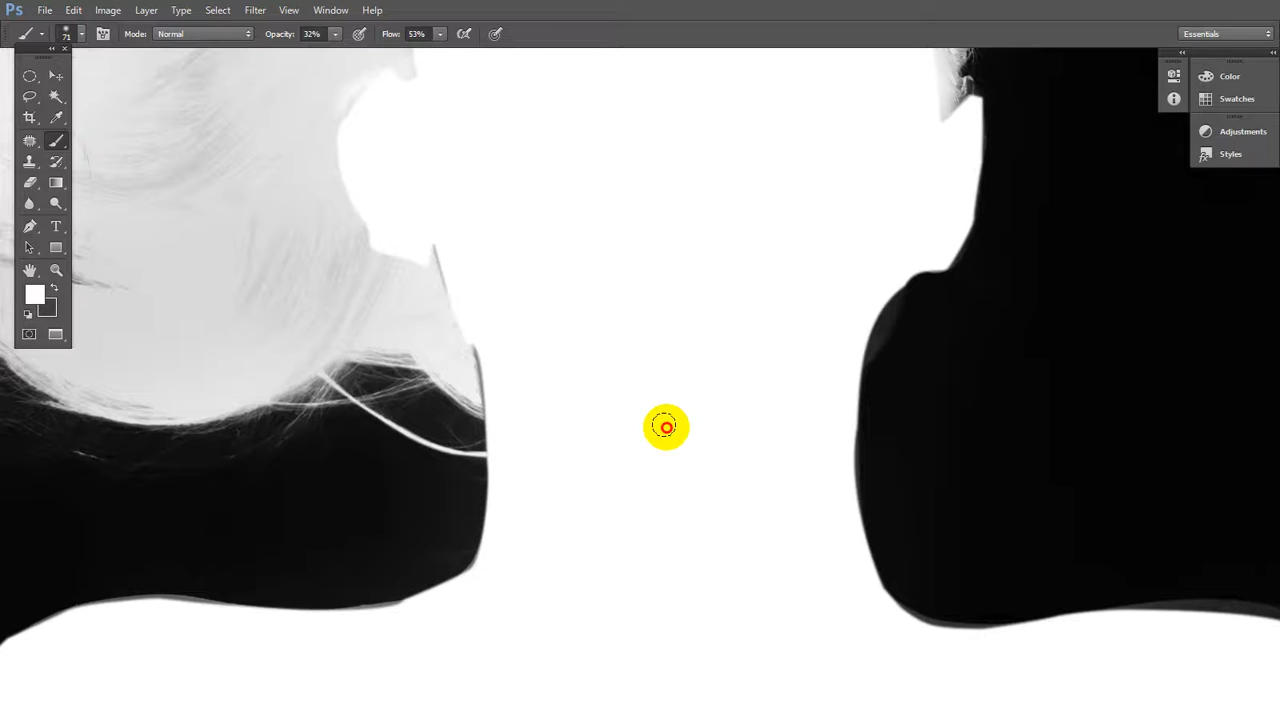 Ps File Edit Image Layer Type Select Filter View Window Help
71 Mode: Normal Opacity: 32% Flow: 53% Essentials
Color
Swatches
Adjustments
Styles